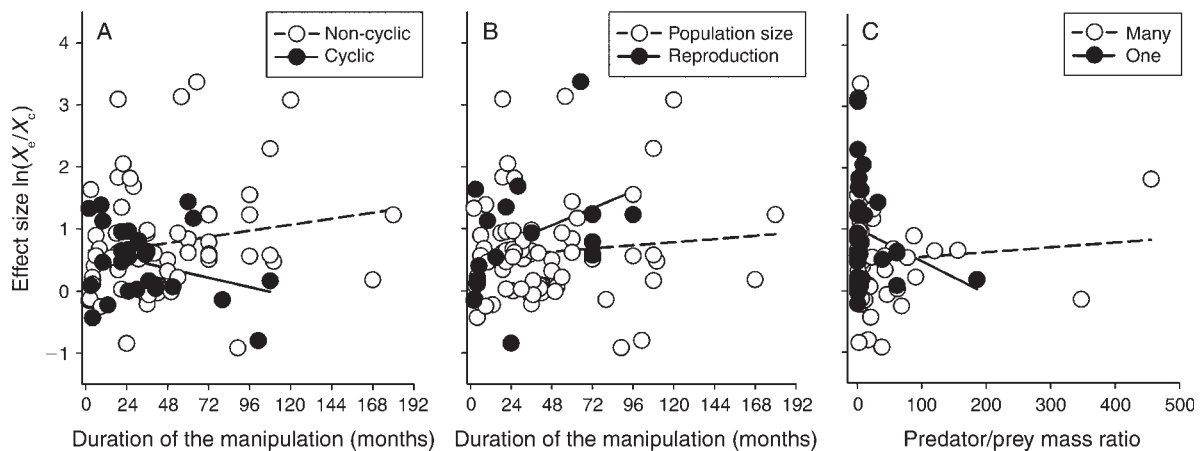 A
Non-cyclic
Cyclic
B
Population size
Reproduction
C
Many
One
Effect size ln(Xe/Xc)
4
3
2
1
0
−1
0 24 48 72 96 120 144 168 192
0 24 48 72 96 120 144 168 192
0 100 200 300 400 500
Duration of the manipulation (months)
Duration of the manipulation (months)
Predator/prey mass ratio